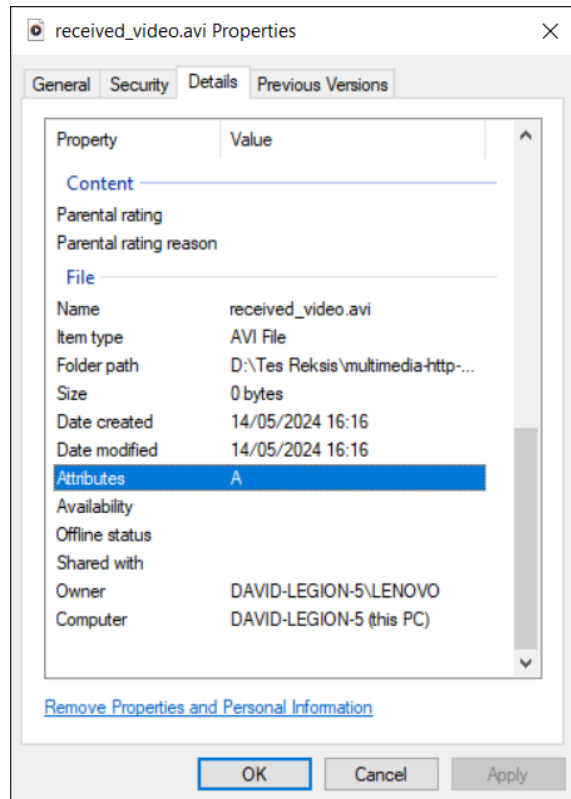 received_video.avi Properties
General Security Details Previous Versions
Property Value
Content
Parental rating
Parental rating reason
File
Name received_video.avi
Item type AVI File
Folder path D:\Tes Reksis\multimedia-http-...
Size 0 bytes
Date created 14/05/2024 16:16
Date modified 14/05/2024 16:16
Attributes A
Availability
Offline status
Shared with
Owner DAVID-LEGION-5\LENOVO
Computer DAVID-LEGION-5 (this PC)
Remove Properties and Personal Information
OK Cancel Apply